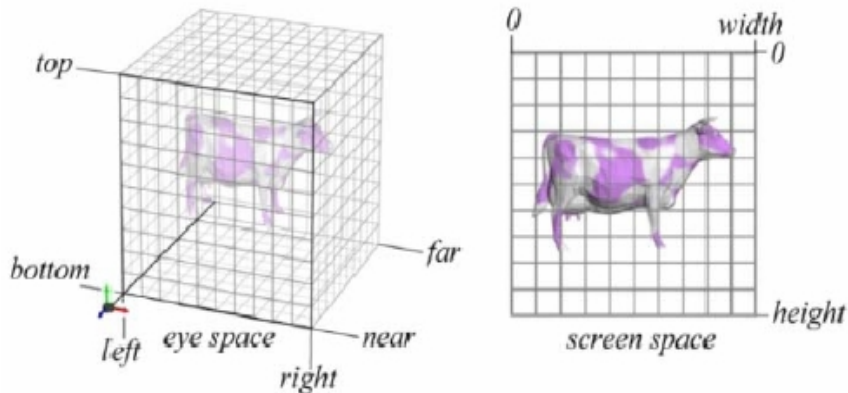 top
bottom
left
eye space
right
near
far
0
width
0
height
screen space